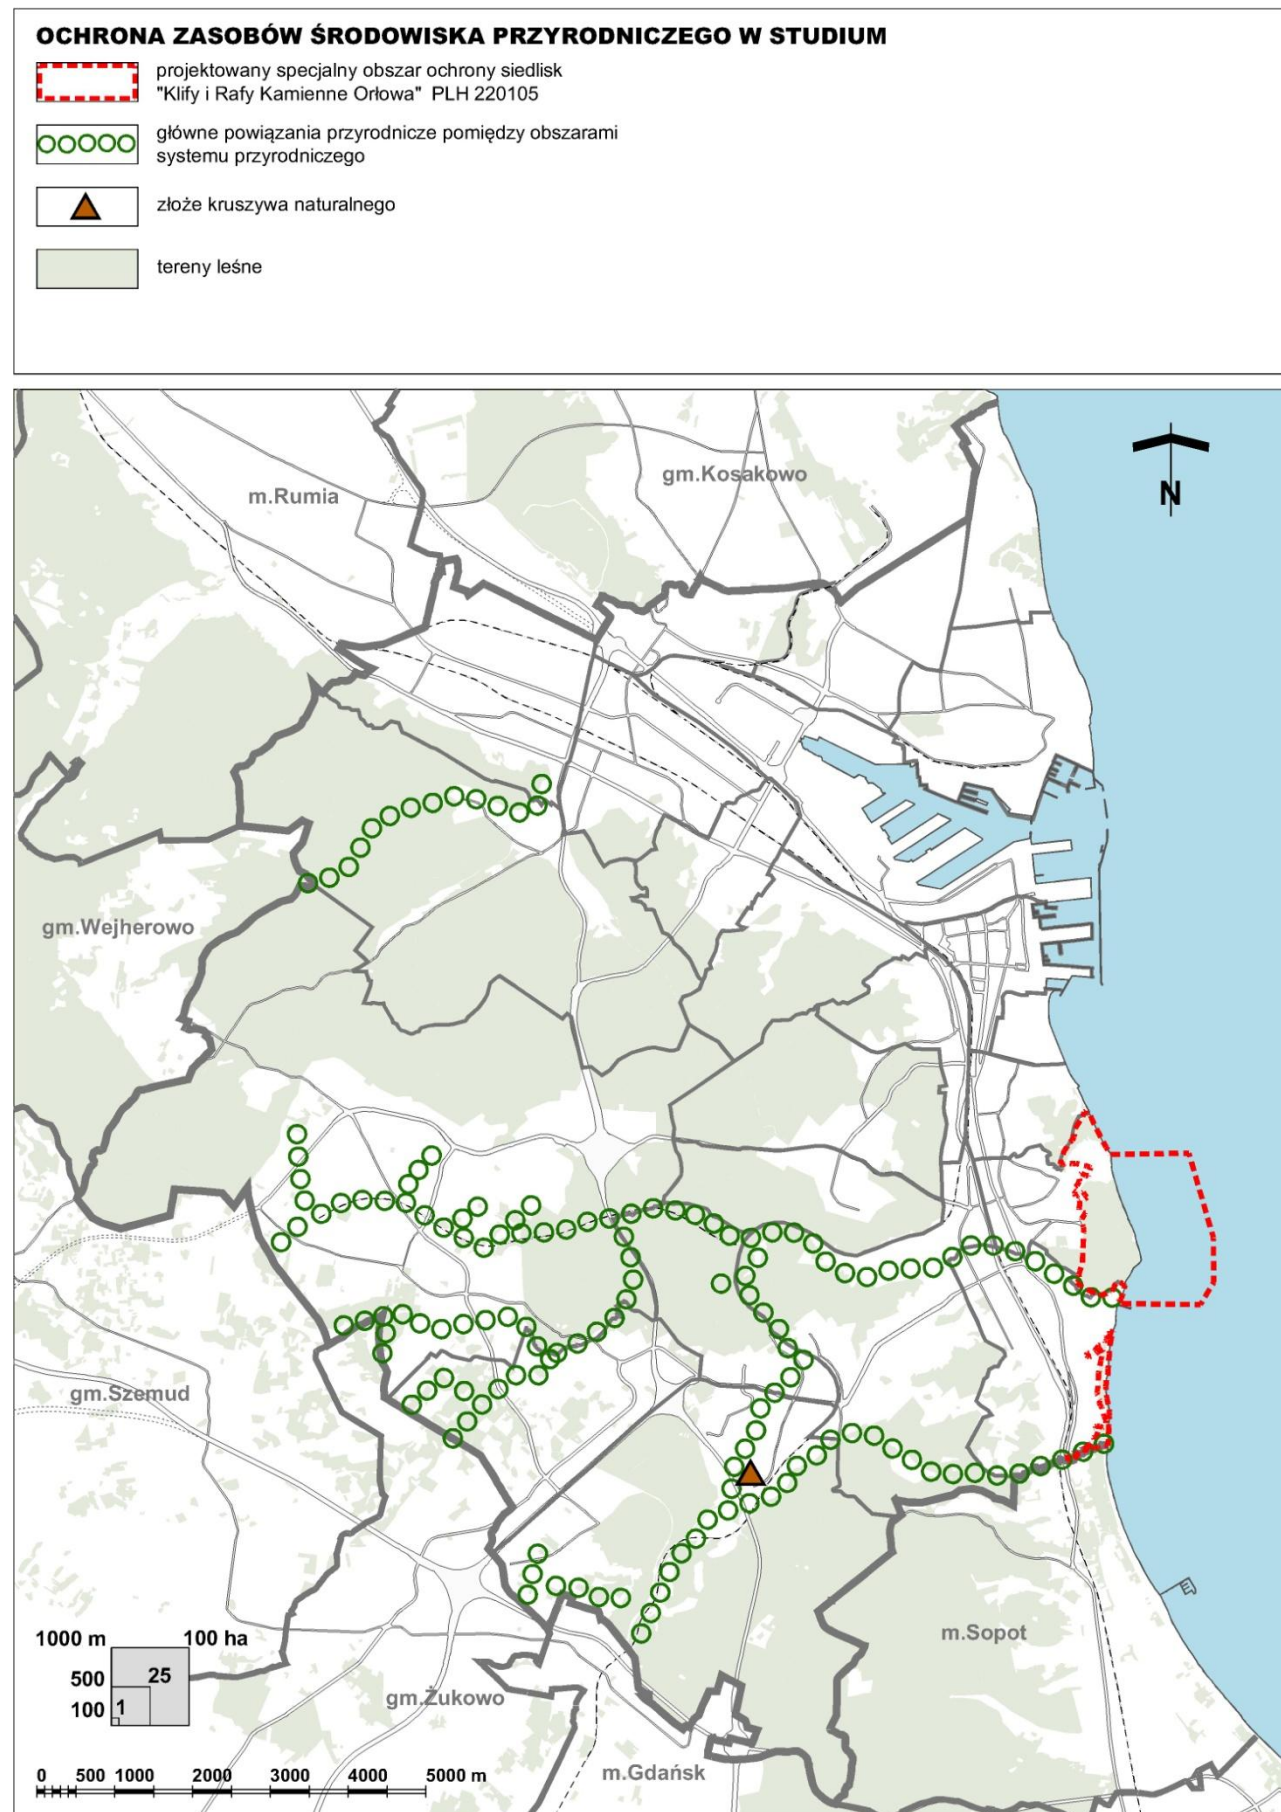 OCHRONA ZASOBÓW ŚRODOWISKA PRZYRODNICZEGO W STUDIUM
projektowany specjalny obszar ochrony siedlisk
"Klify i Rafy Kamienne Orłowa" PLH 220105
główne powiązania przyrodnicze pomiędzy obszarami
systemu przyrodniczego
złoże kruszywa naturalnego
tereny leśne
gm.Kosakowo
m.Rumia
N
gm.Wejherowo
gm.Szemud
m.Sopot
1000 m 100 ha
500 25
100 1
gm.Żukowo
m.Gdańsk
0 500 1000 2000 3000 4000 5000 m